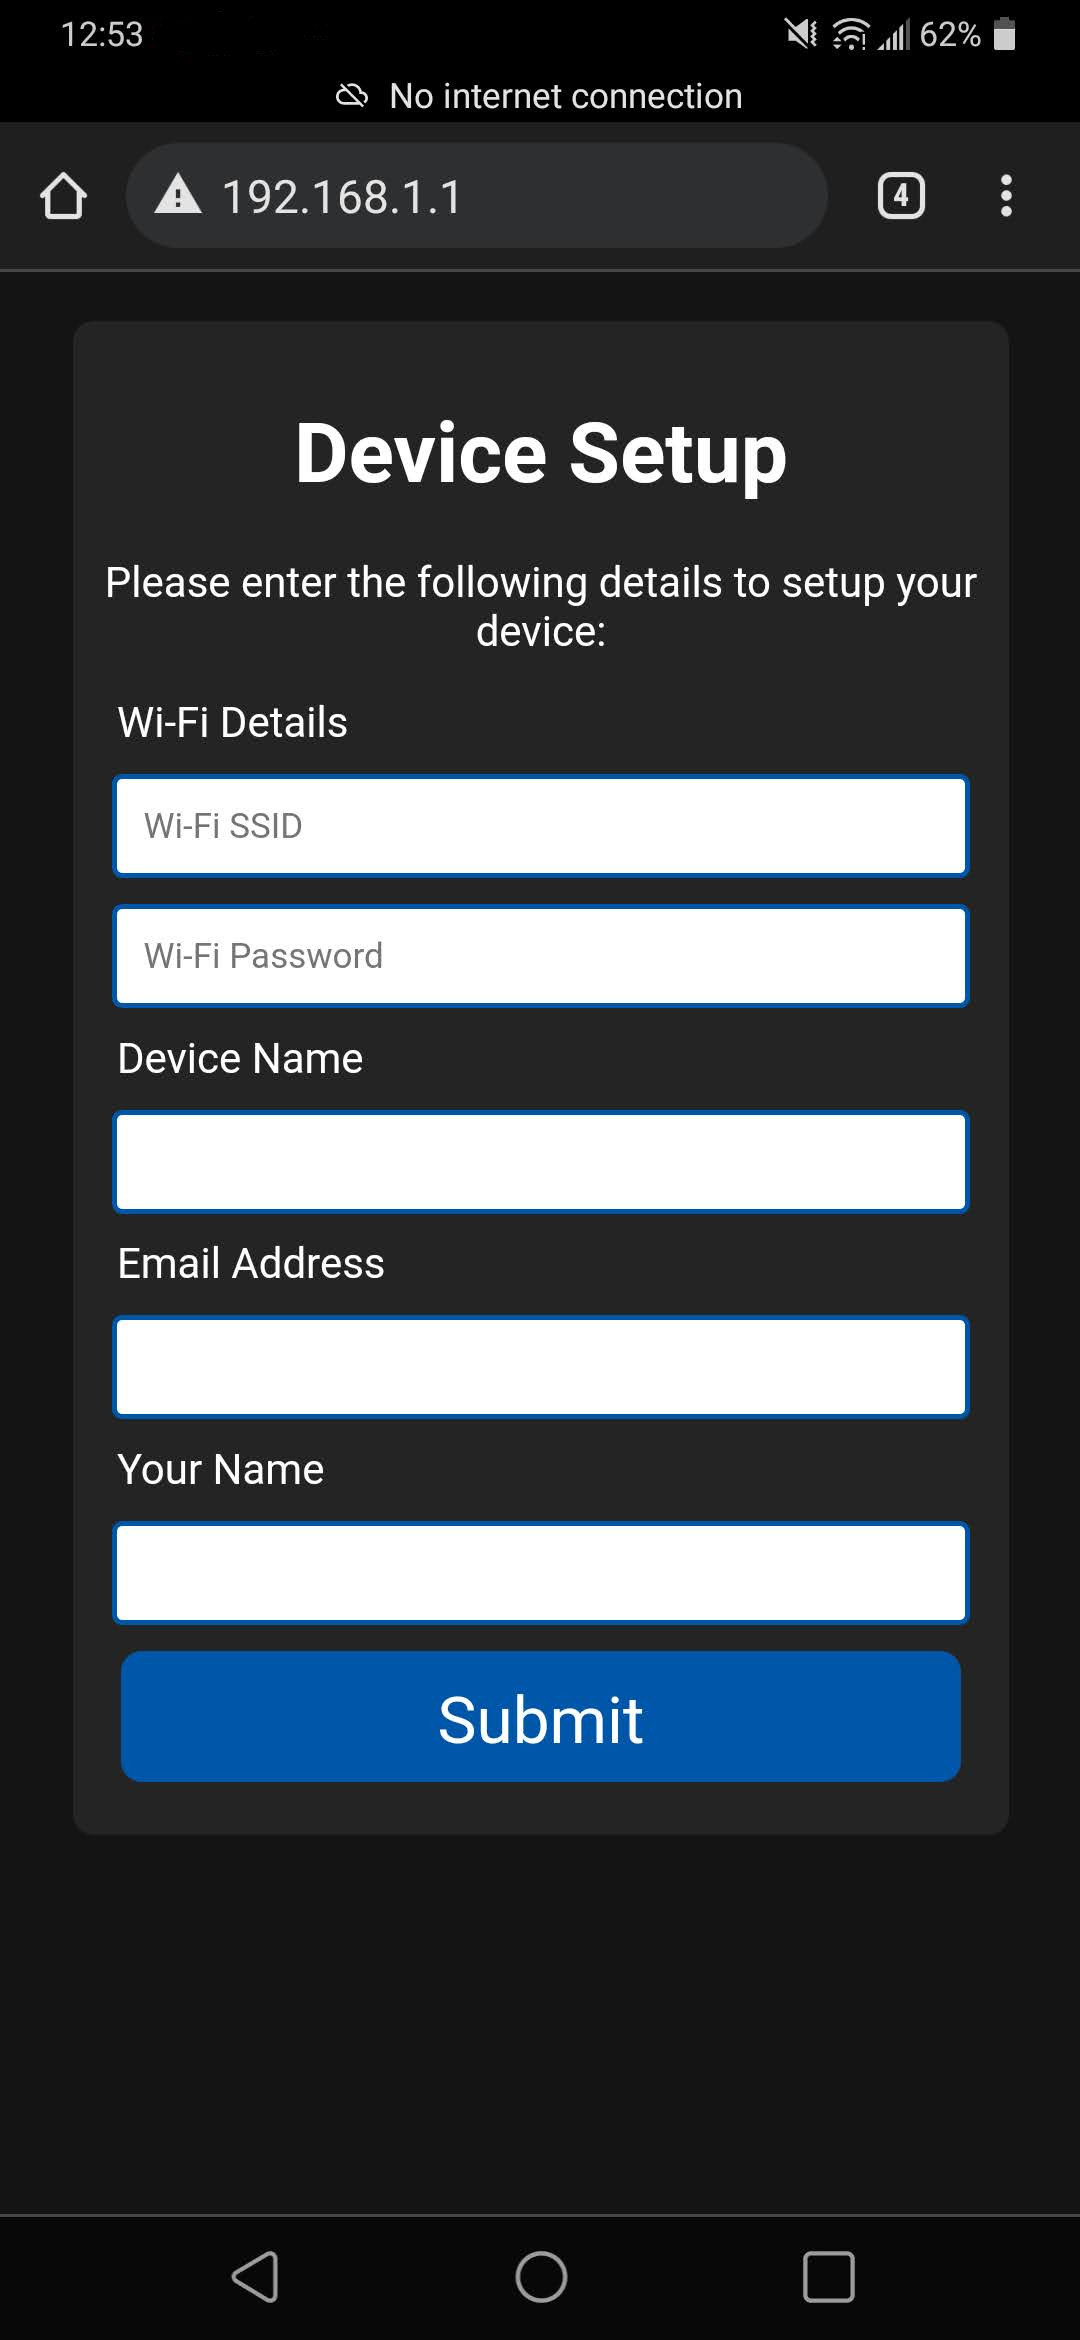 12:53
62%
No internet connection
192.168.1.1
4
Device Setup
Please enter the following details to setup your
device:
Wi-Fi Details
Wi-Fi SSID
Wi-Fi Password
Device Name
Email Address
Your Name
Submit